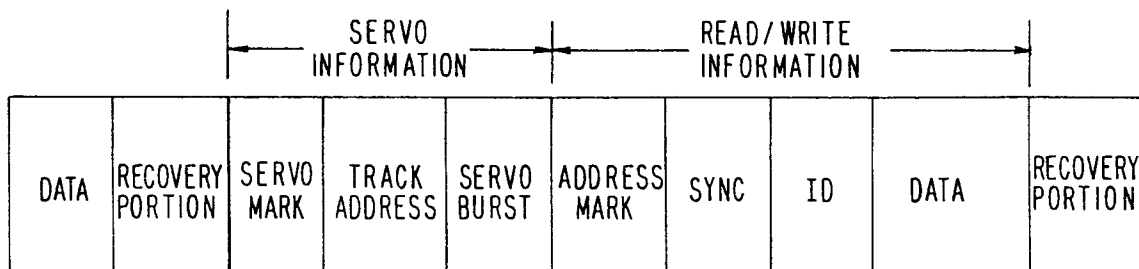 SERVO
INFORMATION
READ/WRITE
INFORMATION
DATA
RECOVERY
PORTION
SERVO
MARK
TRACK
ADDRESS
SERVO
BURST
ADDRESS
MARK
SYNC
ID
DATA
RECOVERY
PORTION